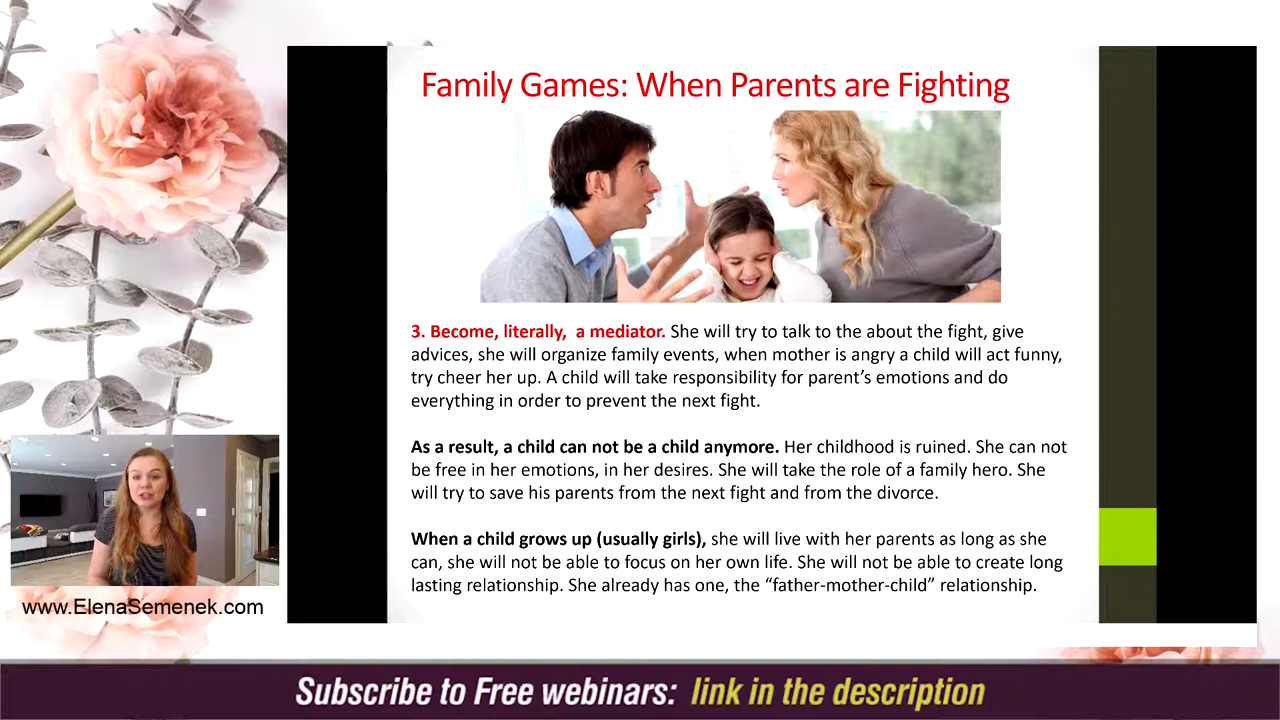 Family Games: When Parents are Fighting
3. Become, literally,  a mediator. She will try to talk to the about the fight, give
advices, she will organize family events, when mother is angry a child will act funny,
try cheer her up. A child will take responsibility for parent’s emotions and do
everything in order to prevent the next fight.
As a result, a child can not be a child anymore. Her childhood is ruined. She can not
be free in her emotions, in her desires. She will take the role of a family hero. She
will try to save his parents from the next fight and from the divorce.
When a child grows up (usually girls), she will live with her parents as long as she
can, she will not be able to focus on her own life. She will not be able to create long
lasting relationship. She already has one, the “father-mother-child” relationship.
www.ElenaSemenek.com
Subscribe to Free webinars: link in the description